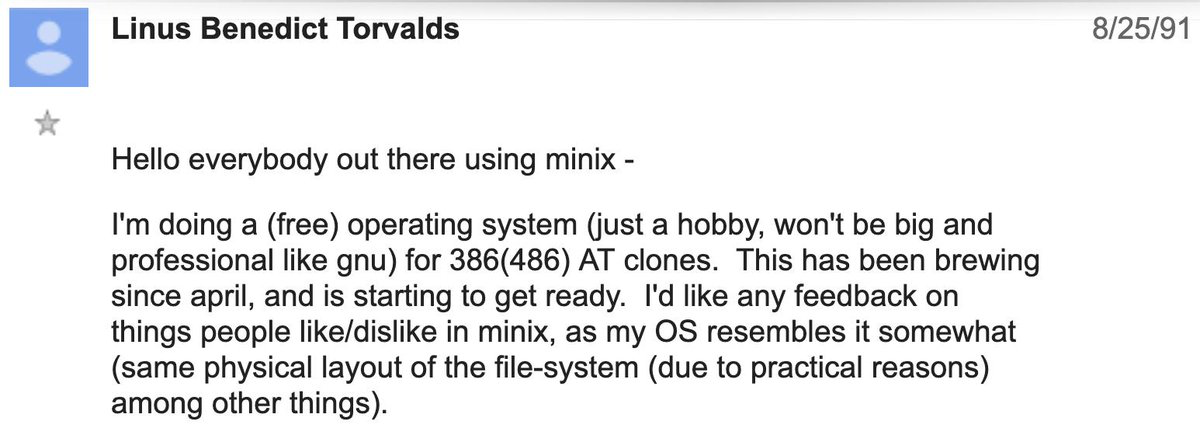 Linus Benedict Torvalds
8/25/91
Hello everybody out there using minix -
I'm doing a (free) operating system (just a hobby, won't be big and
professional like gnu) for 386(486) AT clones.  This has been brewing
since april, and is starting to get ready.  I'd like any feedback on
things people like/dislike in minix, as my OS resembles it somewhat
(same physical layout of the file-system (due to practical reasons)
among other things).